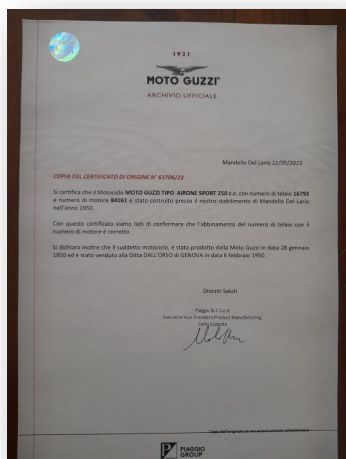 1921
MOTO GUZZI®
ARCHIVIO UFFICIALE
Mandello Del Lario 22/05/2023
COPIA DEL CERTIFICATO DI ORIGINE N° 61706/23
Si certifica che il Motociclo MOTO GUZZI TIPO AIRONE SPORT 250 c.c. con numero di telaio 16793
e numero di motore 84161 è stato costruito presso il nostro stabilimento di Mandello Del Lario
nell'anno 1950.
Con questo certificato siamo lieti di confermare che l'abbinamento del numero di telaio con il
numero di motore è corretto.
Si dichiara inoltre che il suddetto motociclo, è stato prodotto dalla Moto Guzzi in data 28 gennaio
1950 ed è stato venduto alla Ditta DALL'ORSO di GENOVA in data 6 febbraio 1950.
Distinti Saluti
Piaggio & C S.p.A
Executive Vice President Product Manufacturing
Carlo Coppola
PIAGGIO
GROUP